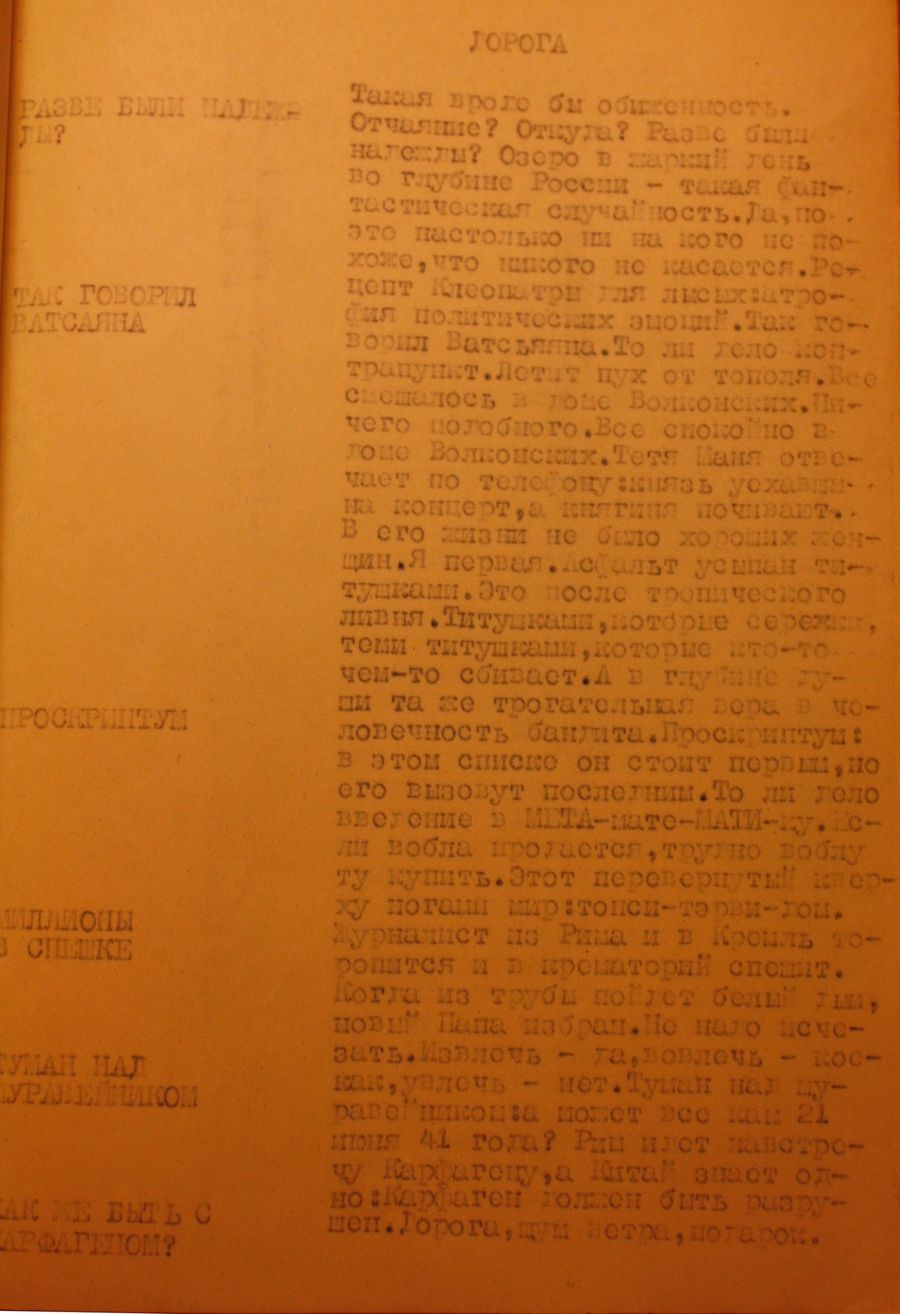 ДОРОГА
РАЗВЕ БЫЛИ НАДЕЖ-
ДЫ?
Такая вроде бы обиженность.
Отчаяние? Откуда? Разве были
надежды? Озеро в жаркий день
во глубине России - такая фан-
тастическая случайность.Да,но
это настолько ни на кого не по-
хоже,что никого не касается.Ре-
ТАК ГОВОРИЛ
ВАТСАЯНА
цепт Клеопатры для лысых:атро-
фия политических эмоций.Так го-
ворил Ватсьяяна.То ли дело кон-
трапункт.Летит пух от тополя.Все
смешалось в доме Волконских.Ни-
чего подобного.Все спокойно в
доме Волконских.Тетя Маня отве-
чает по телефону:князь уехавши
на концерт,а княгиня почивают.
В его жизни не было хороших жен-
щин.Я первая.Асфальт усыпан ти-
тушками.Это после тропического
ливня.Титушками,которые сережки,
теми титушками,которые кто-то
чем-то сбивает.А в глубине ду-
ши та же трогательная вера в че-
ПРОСКРИПТУМ
ловечность бандита.Проскриптум:
в этом списке он стоит первым,но
его вызовут последним.То ли дело
введение в МЕТА-мате-МАТИ-ку.Ес-
ли вобла продается,трудно воблу
ту купить.Этот перевернутый квер-
ху ногами мир:топси-тэрви-дом.
МИЛЛИОНЫ
В СПЕШКЕ
Журналист из Рима и в Кремль то-
ропится и в крематорий спешит.
Когда из трубы пойдет белый дым,
новый Папа избран.Не надо исче-
зать.Извлечь - да,вовлечь - кое-
ТУМАН НАД
МУРАВЕЙНИКОМ
как,увлечь - нет.Туман над му-
равейником:а может все как 21
июня 41 года? Рим идет навстре-
чу Карфагену,а Китай знает од-
КАК ЖЕ БЫТЬ С
КАРФАГЕНОМ?
но:Карфаген должен быть разру-
шен.Дорога,шум ветра,подарок.